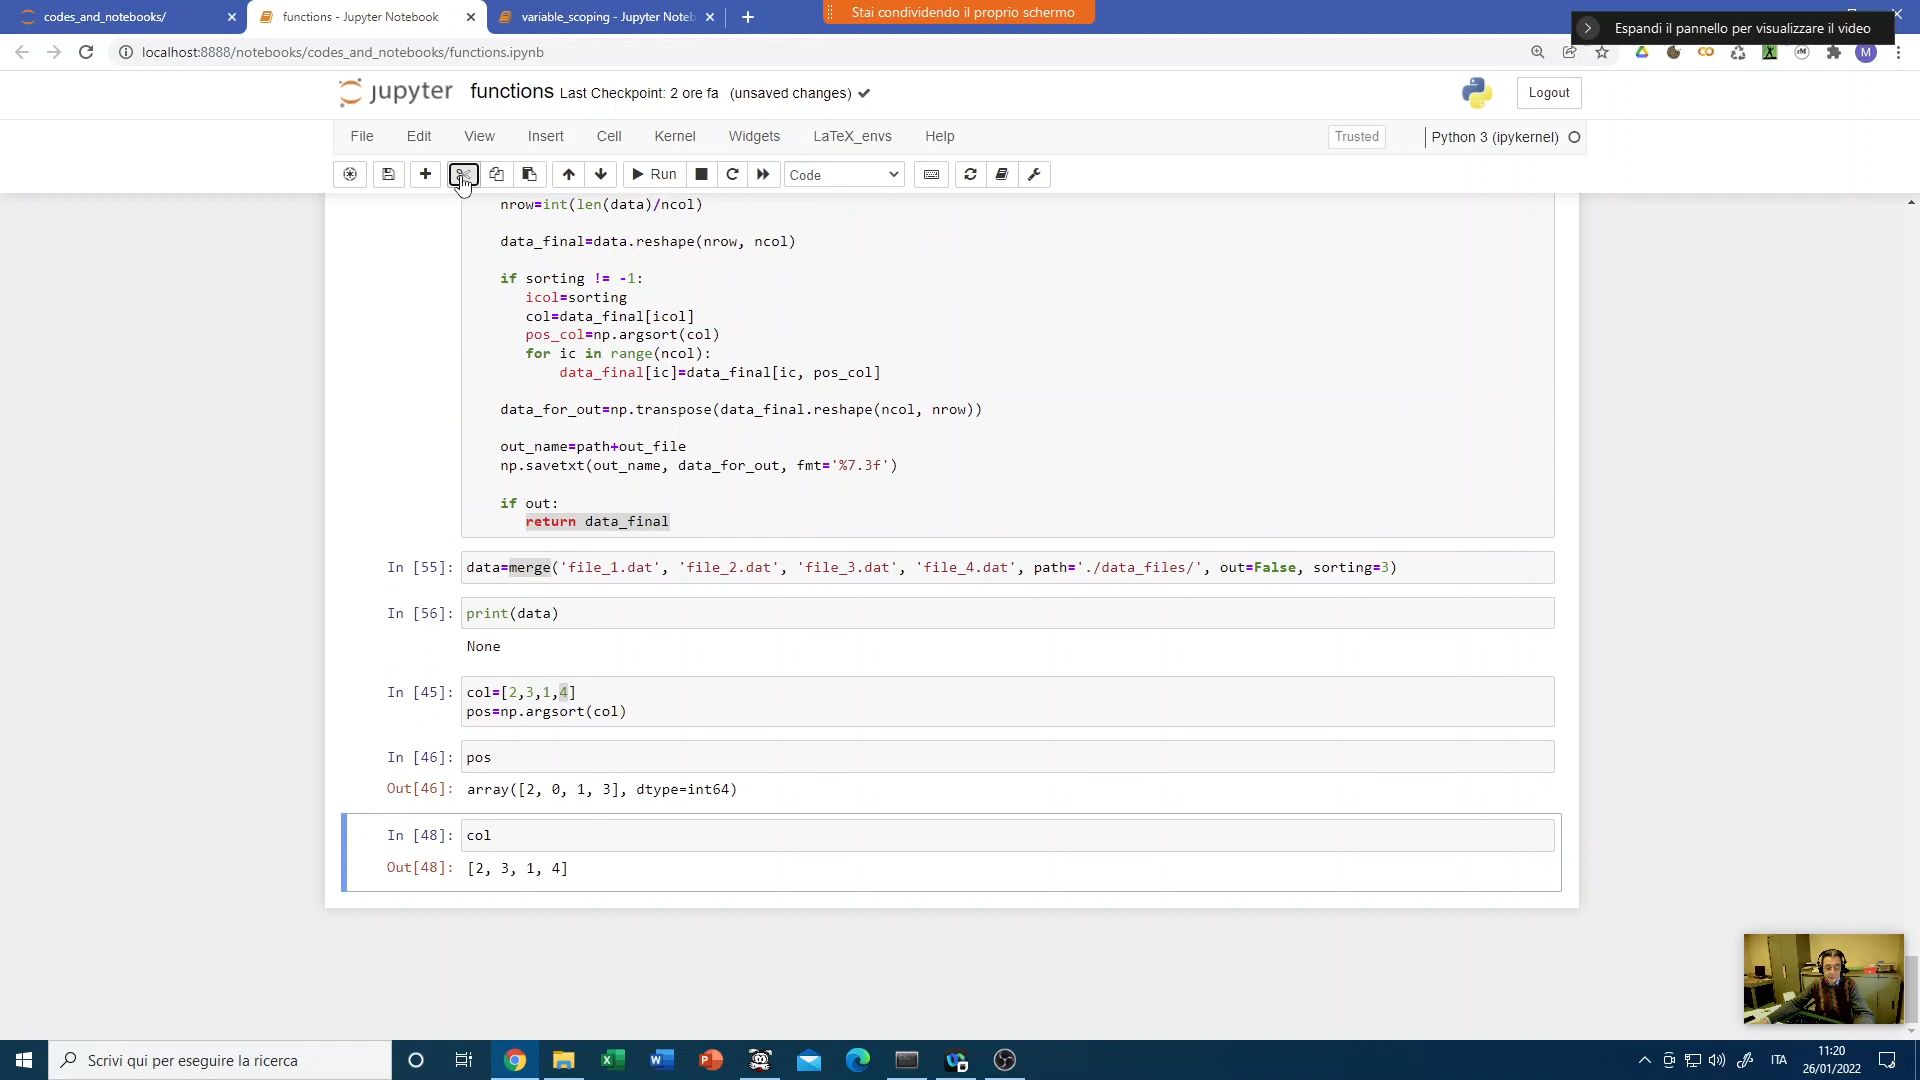 codes_and_notebooks/
functions - Jupyter Notebook
variable_scoping - Jupyter Noteb
Stai condividendo il proprio schermo
Espandi il pannello per visualizzare il video
localhost:8888/notebooks/codes_and_notebooks/functions.ipynb
M
jupyter functions Last Checkpoint: 2 ore fa (unsaved changes)
Logout
File Edit View Insert Cell Kernel Widgets LaTeX_envs Help
Trusted
Python 3 (ipykernel)
Run
Code
nrow=int(len(data)/ncol)
data_final=data.reshape(nrow, ncol)
if sorting != -1:
icol=sorting
col=data_final[icol]
pos_col=np.argsort(col)
for ic in range(ncol):
data_final[ic]=data_final[ic, pos_col]
data_for_out=np.transpose(data_final.reshape(ncol, nrow))
out_name=path+out_file
np.savetxt(out_name, data_for_out, fmt='%7.3f')
if out:
return data_final
In [55]: data=merge('file_1.dat', 'file_2.dat', 'file_3.dat', 'file_4.dat', path='./data_files/', out=False, sorting=3)
In [56]: print(data)
None
In [45]: col=[2,3,1,4]
pos=np.argsort(col)
In [46]: pos
Out[46]: array([2, 0, 1, 3], dtype=int64)
In [48]: col
Out[48]: [2, 3, 1, 4]
Scrivi qui per eseguire la ricerca
ITA
11:20
26/01/2022